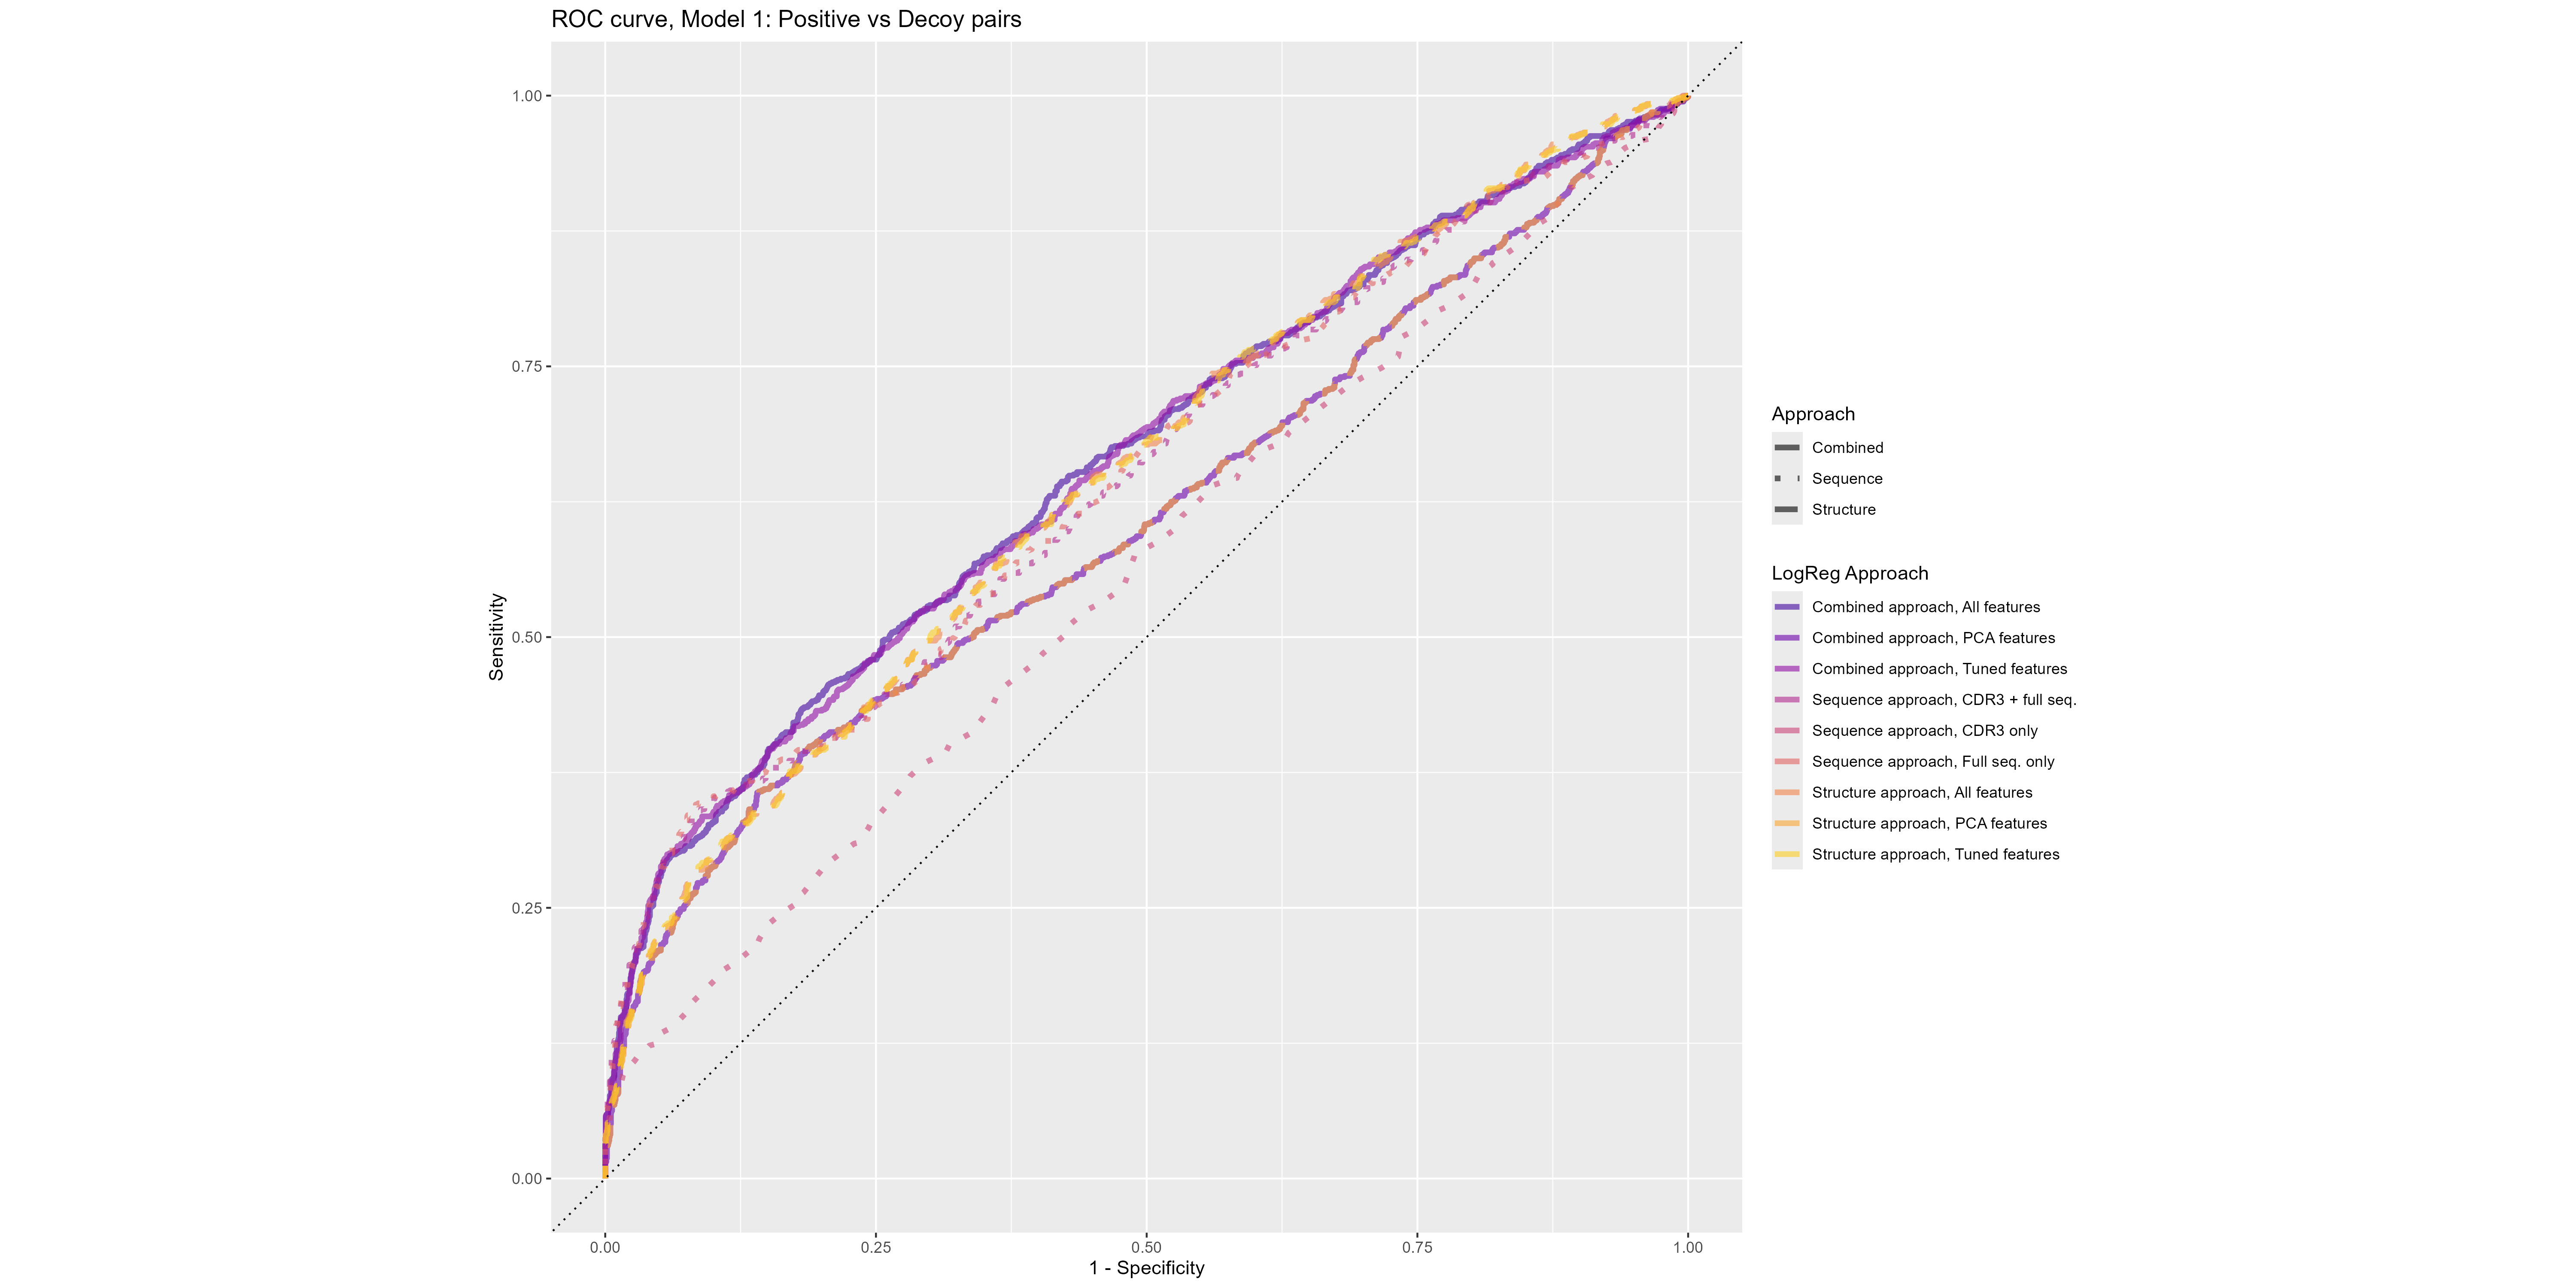 ROC curve, Model 1: Positive vs Decoy pairs
1.00
0.75
0.50
0.25
0.00
Sensitivity
0.00
0.25
0.50
0.75
1.00
1 - Specificity
Approach
Combined
Sequence
Structure
LogReg Approach
Combined approach, All features
Combined approach, PCA features
Combined approach, Tuned features
Sequence approach, CDR3 + full seq.
Sequence approach, CDR3 only
Sequence approach, Full seq. only
Structure approach, All features
Structure approach, PCA features
Structure approach, Tuned features